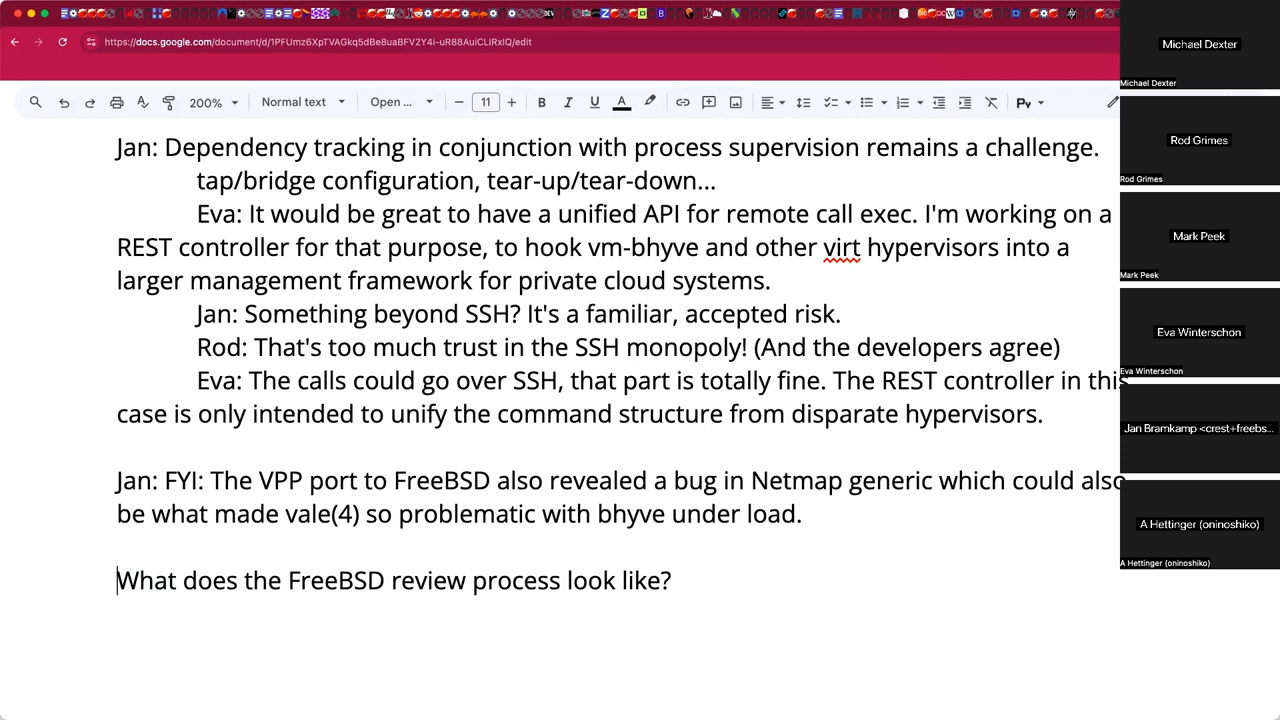 https://docs.google.com/document/d/1PFUmz6XpTVAGkq5dBe8uaBFV2Y4i-uR88AuiCLIRxIQ/edit
200%
Normal text
Open ...
11
Jan: Dependency tracking in conjunction with process supervision remains a challenge.
tap/bridge configuration, tear-up/tear-down...
Eva: It would be great to have a unified API for remote call exec. I'm working on a
REST controller for that purpose, to hook vm-bhyve and other virt hypervisors into a
larger management framework for private cloud systems.
Jan: Something beyond SSH? It's a familiar, accepted risk.
Rod: That's too much trust in the SSH monopoly! (And the developers agree)
Eva: The calls could go over SSH, that part is totally fine. The REST controller in this
case is only intended to unify the command structure from disparate hypervisors.
Jan: FYI: The VPP port to FreeBSD also revealed a bug in Netmap generic which could also
be what made vale(4) so problematic with bhyve under load.
What does the FreeBSD review process look like?
Michael Dexter
Michael Dexter
Rod Grimes
Rod Grimes
Mark Peek
Mark Peek
Eva Winterschon
Eva Winterschon
Jan Bramkamp <crest+freebs...
A Hettinger (oninoshiko)
A Hettinger (oninoshiko)